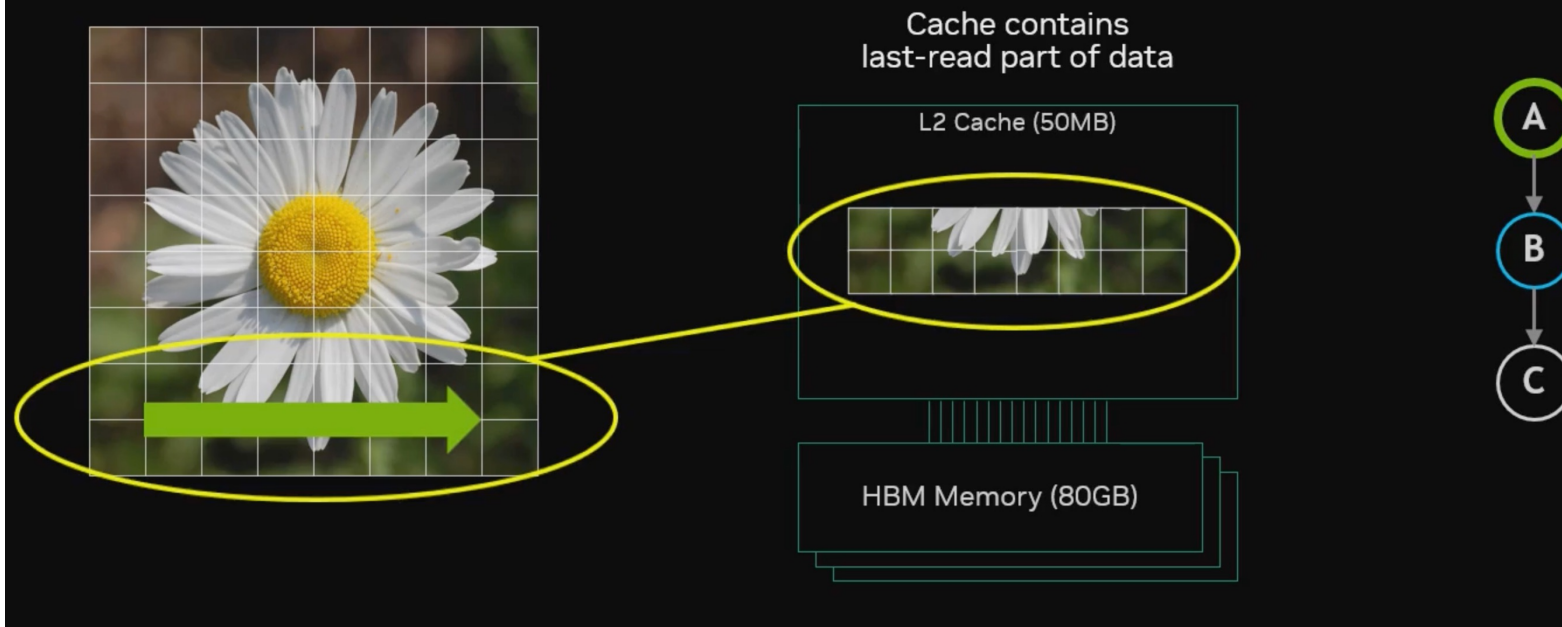 Cache contains
last-read part of data
L2 Cache (50MB)
HBM Memory (80GB)
A
B
C